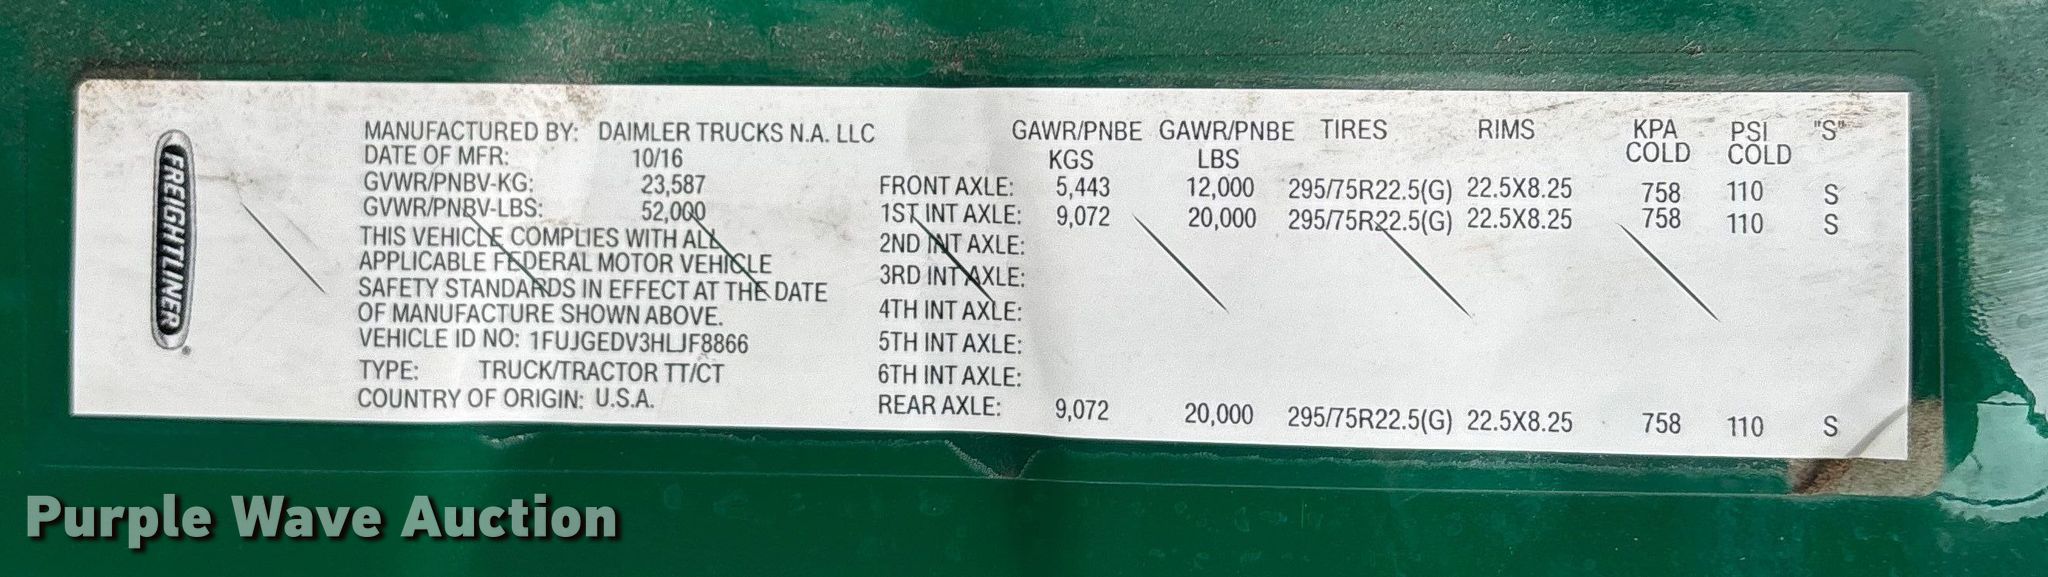 FREIGHTLINER
MANUFACTURED BY: DAIMLER TRUCKS N.A. LLC
DATE OF MFR: 10/16
GVWR/PNBV-KG: 23,587
GVWR/PNBV-LBS: 52,000
THIS VEHICLE COMPLIES WITH ALL
APPLICABLE FEDERAL MOTOR VEHICLE
SAFETY STANDARDS IN EFFECT AT THE DATE
OF MANUFACTURE SHOWN ABOVE.
VEHICLE ID NO: 1FUJGEDV3HLJF8866
TYPE: TRUCK/TRACTOR TT/CT
COUNTRY OF ORIGIN: U.S.A.
GAWR/PNBE GAWR/PNBE TIRES RIMS KPA PSI "S"
KGS LBS COLD COLD
FRONT AXLE: 5,443 12,000 295/75R22.5(G) 22.5X8.25 758 110 S
1ST INT AXLE: 9,072 20,000 295/75R22.5(G) 22.5X8.25 758 110 S
2ND INT AXLE:
3RD INT AXLE:
4TH INT AXLE:
5TH INT AXLE:
6TH INT AXLE:
REAR AXLE: 9,072 20,000 295/75R22.5(G) 22.5X8.25 758 110 S
Purple Wave Auction